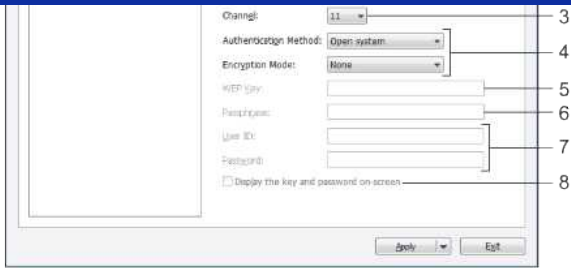 Channel: 11 3
Authentication Method: Open system 4
Encryption Mode: None
WEP Key: 5
Passphrase: 6
User ID: 7
Password:
Display the key and password on-screen 8
Apply Exit